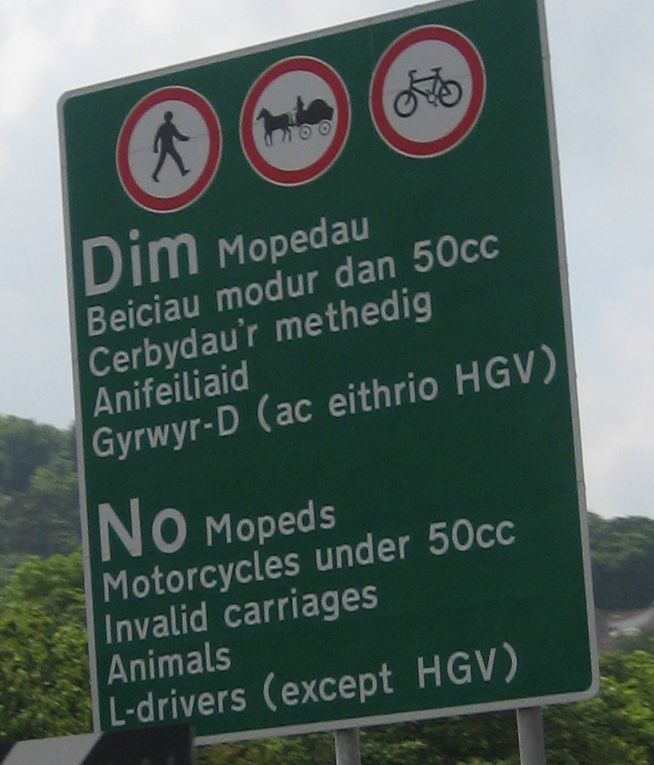 Dim Mopedau
Beiciau modur dan 50cc
Cerbydau'r methedig
Anifeiliaid
Gyrwyr-D (ac eithrio HGV)
No Mopeds
Motorcycles under 50cc
Invalid carriages
Animals
L-drivers (except HGV)